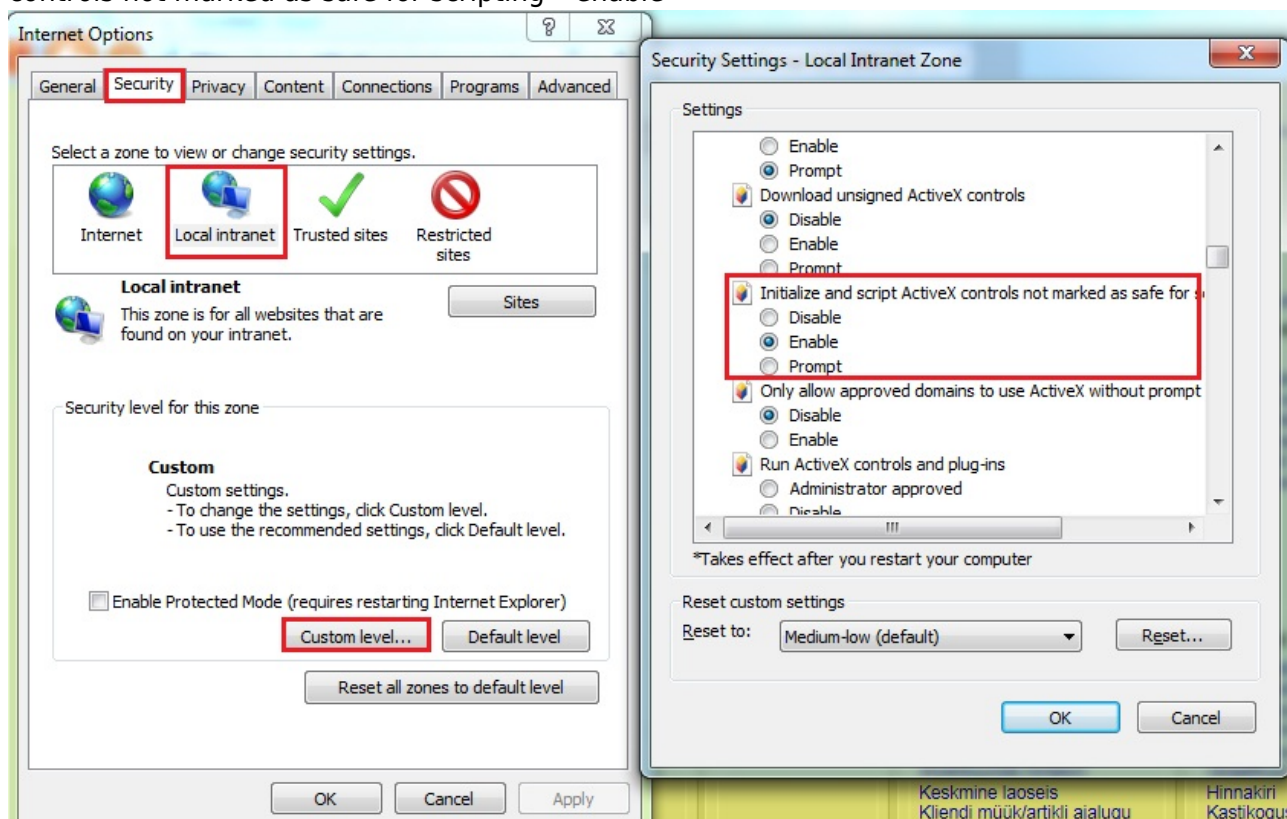 controls not marked as safe for scripting – enable
Internet Options
General Security Privacy Content Connections Programs Advanced
Select a zone to view or change security settings.
Internet Local intranet Trusted sites Restricted
sites
Local intranet
This zone is for all websites that are
found on your intranet.
Sites
Security level for this zone
Custom
Custom settings.
- To change the settings, click Custom level.
- To use the recommended settings, click Default level.
Enable Protected Mode (requires restarting Internet Explorer)
Custom level... Default level
Reset all zones to default level
OK Cancel Apply
Security Settings - Local Intranet Zone
Settings
Enable
Prompt
Download unsigned ActiveX controls
Disable
Enable
Prompt
Initialize and script ActiveX controls not marked as safe for s
Disable
Enable
Prompt
Only allow approved domains to use ActiveX without prompt
Disable
Enable
Run ActiveX controls and plug-ins
Administrator approved
Disable
*Takes effect after you restart your computer
Reset custom settings
Reset to: Medium-low (default) Reset...
OK Cancel
Keskmine laoseis Hinnakiri
Kliendi müük/artikli ajalugu